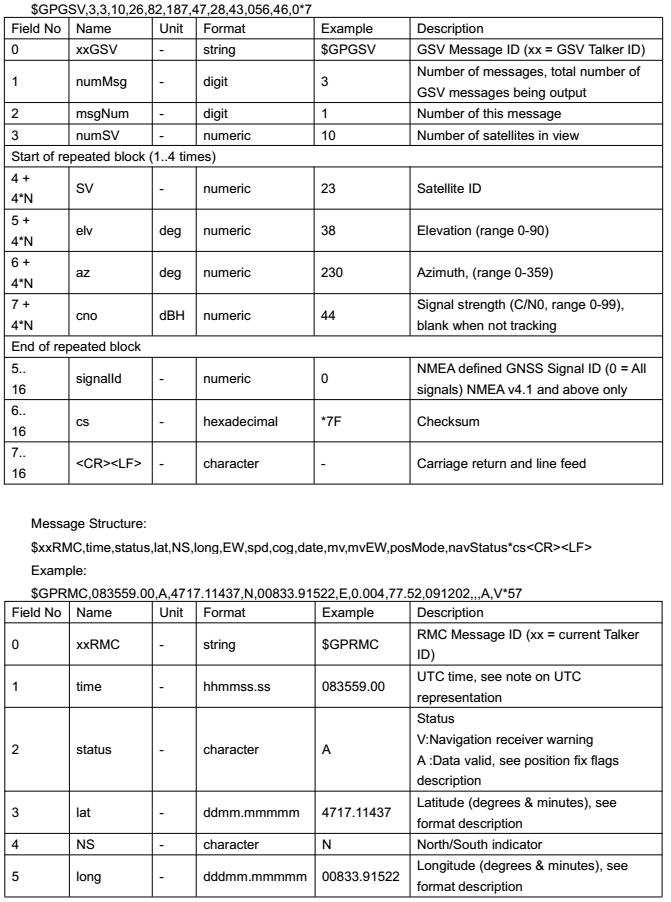 $GPGSV,3,3,10,26,82,187,47,28,43,056,46,0*7
Field No Name Unit Format Example Description
0 xxGSV - string $GPGSV GSV Message ID (xx = GSV Talker ID)
1 numMsg - digit 3 Number of messages, total number of
GSV messages being output
2 msgNum - digit 1 Number of this message
3 numSV - numeric 10 Number of satellites in view
Start of repeated block (1..4 times)
4 +
4*N SV - numeric 23 Satellite ID
5 +
4*N elv deg numeric 38 Elevation (range 0-90)
6 +
4*N az deg numeric 230 Azimuth, (range 0-359)
7 +
4*N cno dBH numeric 44 Signal strength (C/N0, range 0-99),
blank when not tracking
End of repeated block
5..
16 signalId - numeric 0 NMEA defined GNSS Signal ID (0 = All
signals) NMEA v4.1 and above only
6..
16 cs - hexadecimal *7F Checksum
7..
16 <CR><LF> - character - Carriage return and line feed
Message Structure:
$xxRMC,time,status,lat,NS,long,EW,spd,cog,date,mv,mvEW,posMode,navStatus*cs<CR><LF>
Example:
$GPRMC,083559.00,A,4717.11437,N,00833.91522,E,0.004,77.52,091202,,,A,V*57
Field No Name Unit Format Example Description
0 xxRMC - string $GPRMC RMC Message ID (xx = current Talker
ID)
1 time - hhmmss.ss 083559.00 UTC time, see note on UTC
representation
2 status - character A Status
V:Navigation receiver warning
A :Data valid, see position fix flags
description
3 lat - ddmm.mmmmm 4717.11437 Latitude (degrees & minutes), see
format description
4 NS - character N North/South indicator
5 long - dddmm.mmmmm 00833.91522 Longitude (degrees & minutes), see
format description